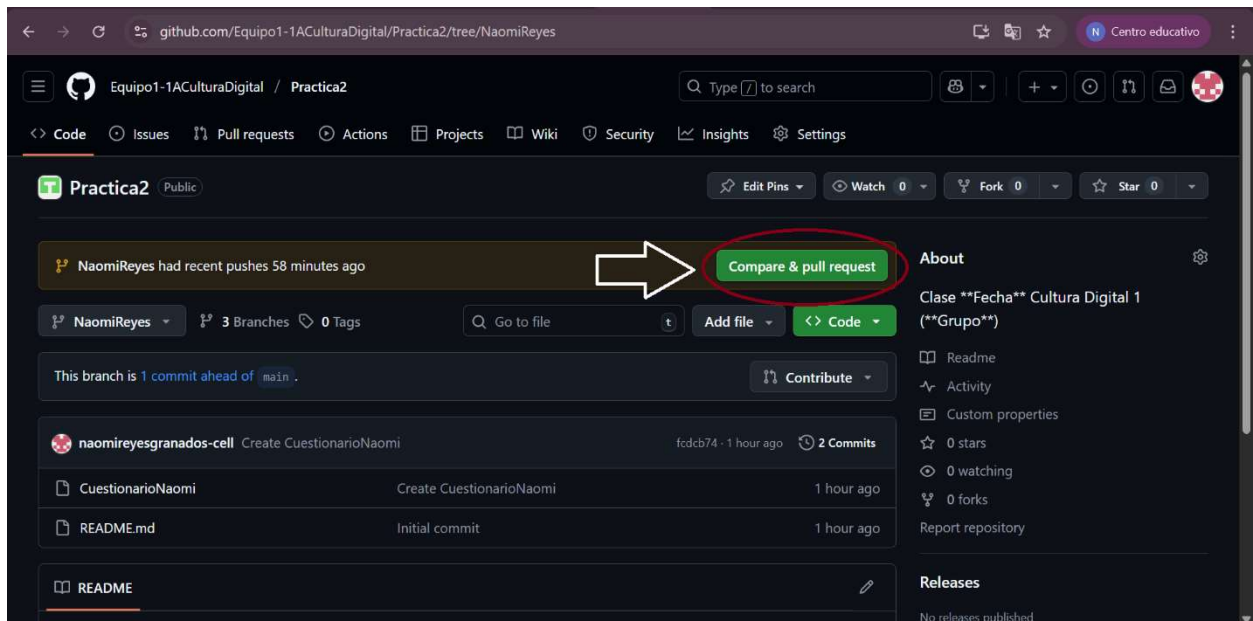 github.com/Equipo1-1ACulturaDigital/Practica2/tree/NaomiReyes
N Centro educativo
Equipo1-1ACulturaDigital / Practica2
Type / to search
Code Issues Pull requests Actions Projects Wiki Security Insights Settings
Practica2 Public
Edit Pins Watch 0 Fork 0 Star 0
NaomiReyes had recent pushes 58 minutes ago
Compare & pull request
NaomiReyes 3 Branches 0 Tags Go to file t Add file Code
This branch is 1 commit ahead of main .
Contribute
naomireyesgranados-cell Create CuestionarioNaomi fcdcb74 · 1 hour ago 2 Commits
CuestionarioNaomi Create CuestionarioNaomi 1 hour ago
README.md Initial commit 1 hour ago
README
About
Clase **Fecha** Cultura Digital 1
(**Grupo**)
Readme
Activity
Custom properties
0 stars
0 watching
0 forks
Report repository
Releases
No releases published